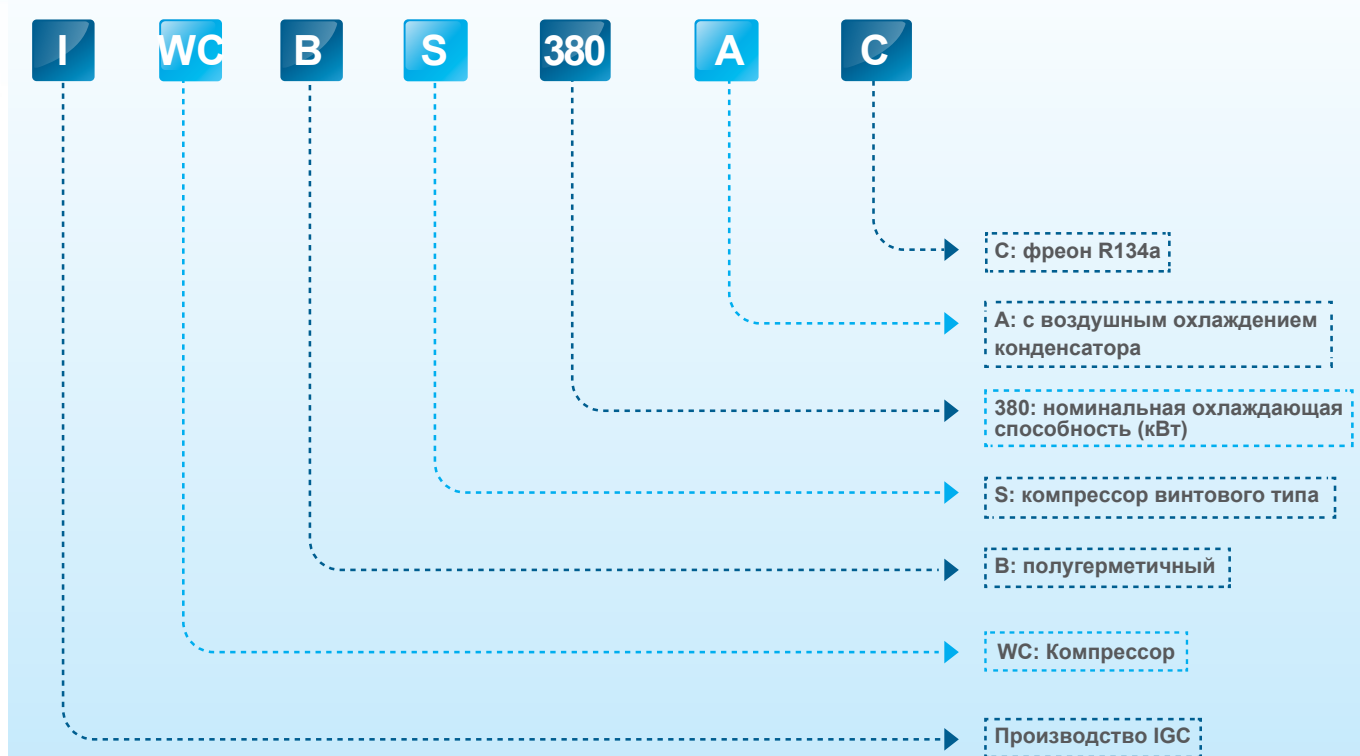 I WC B S 380 A C
C: фреон R134a
A: с воздушным охлаждением
конденсатора
380: номинальная охлаждающая
способность (кВт)
S: компрессор винтового типа
B: полугерметичный
WC: Компрессор
Производство IGC